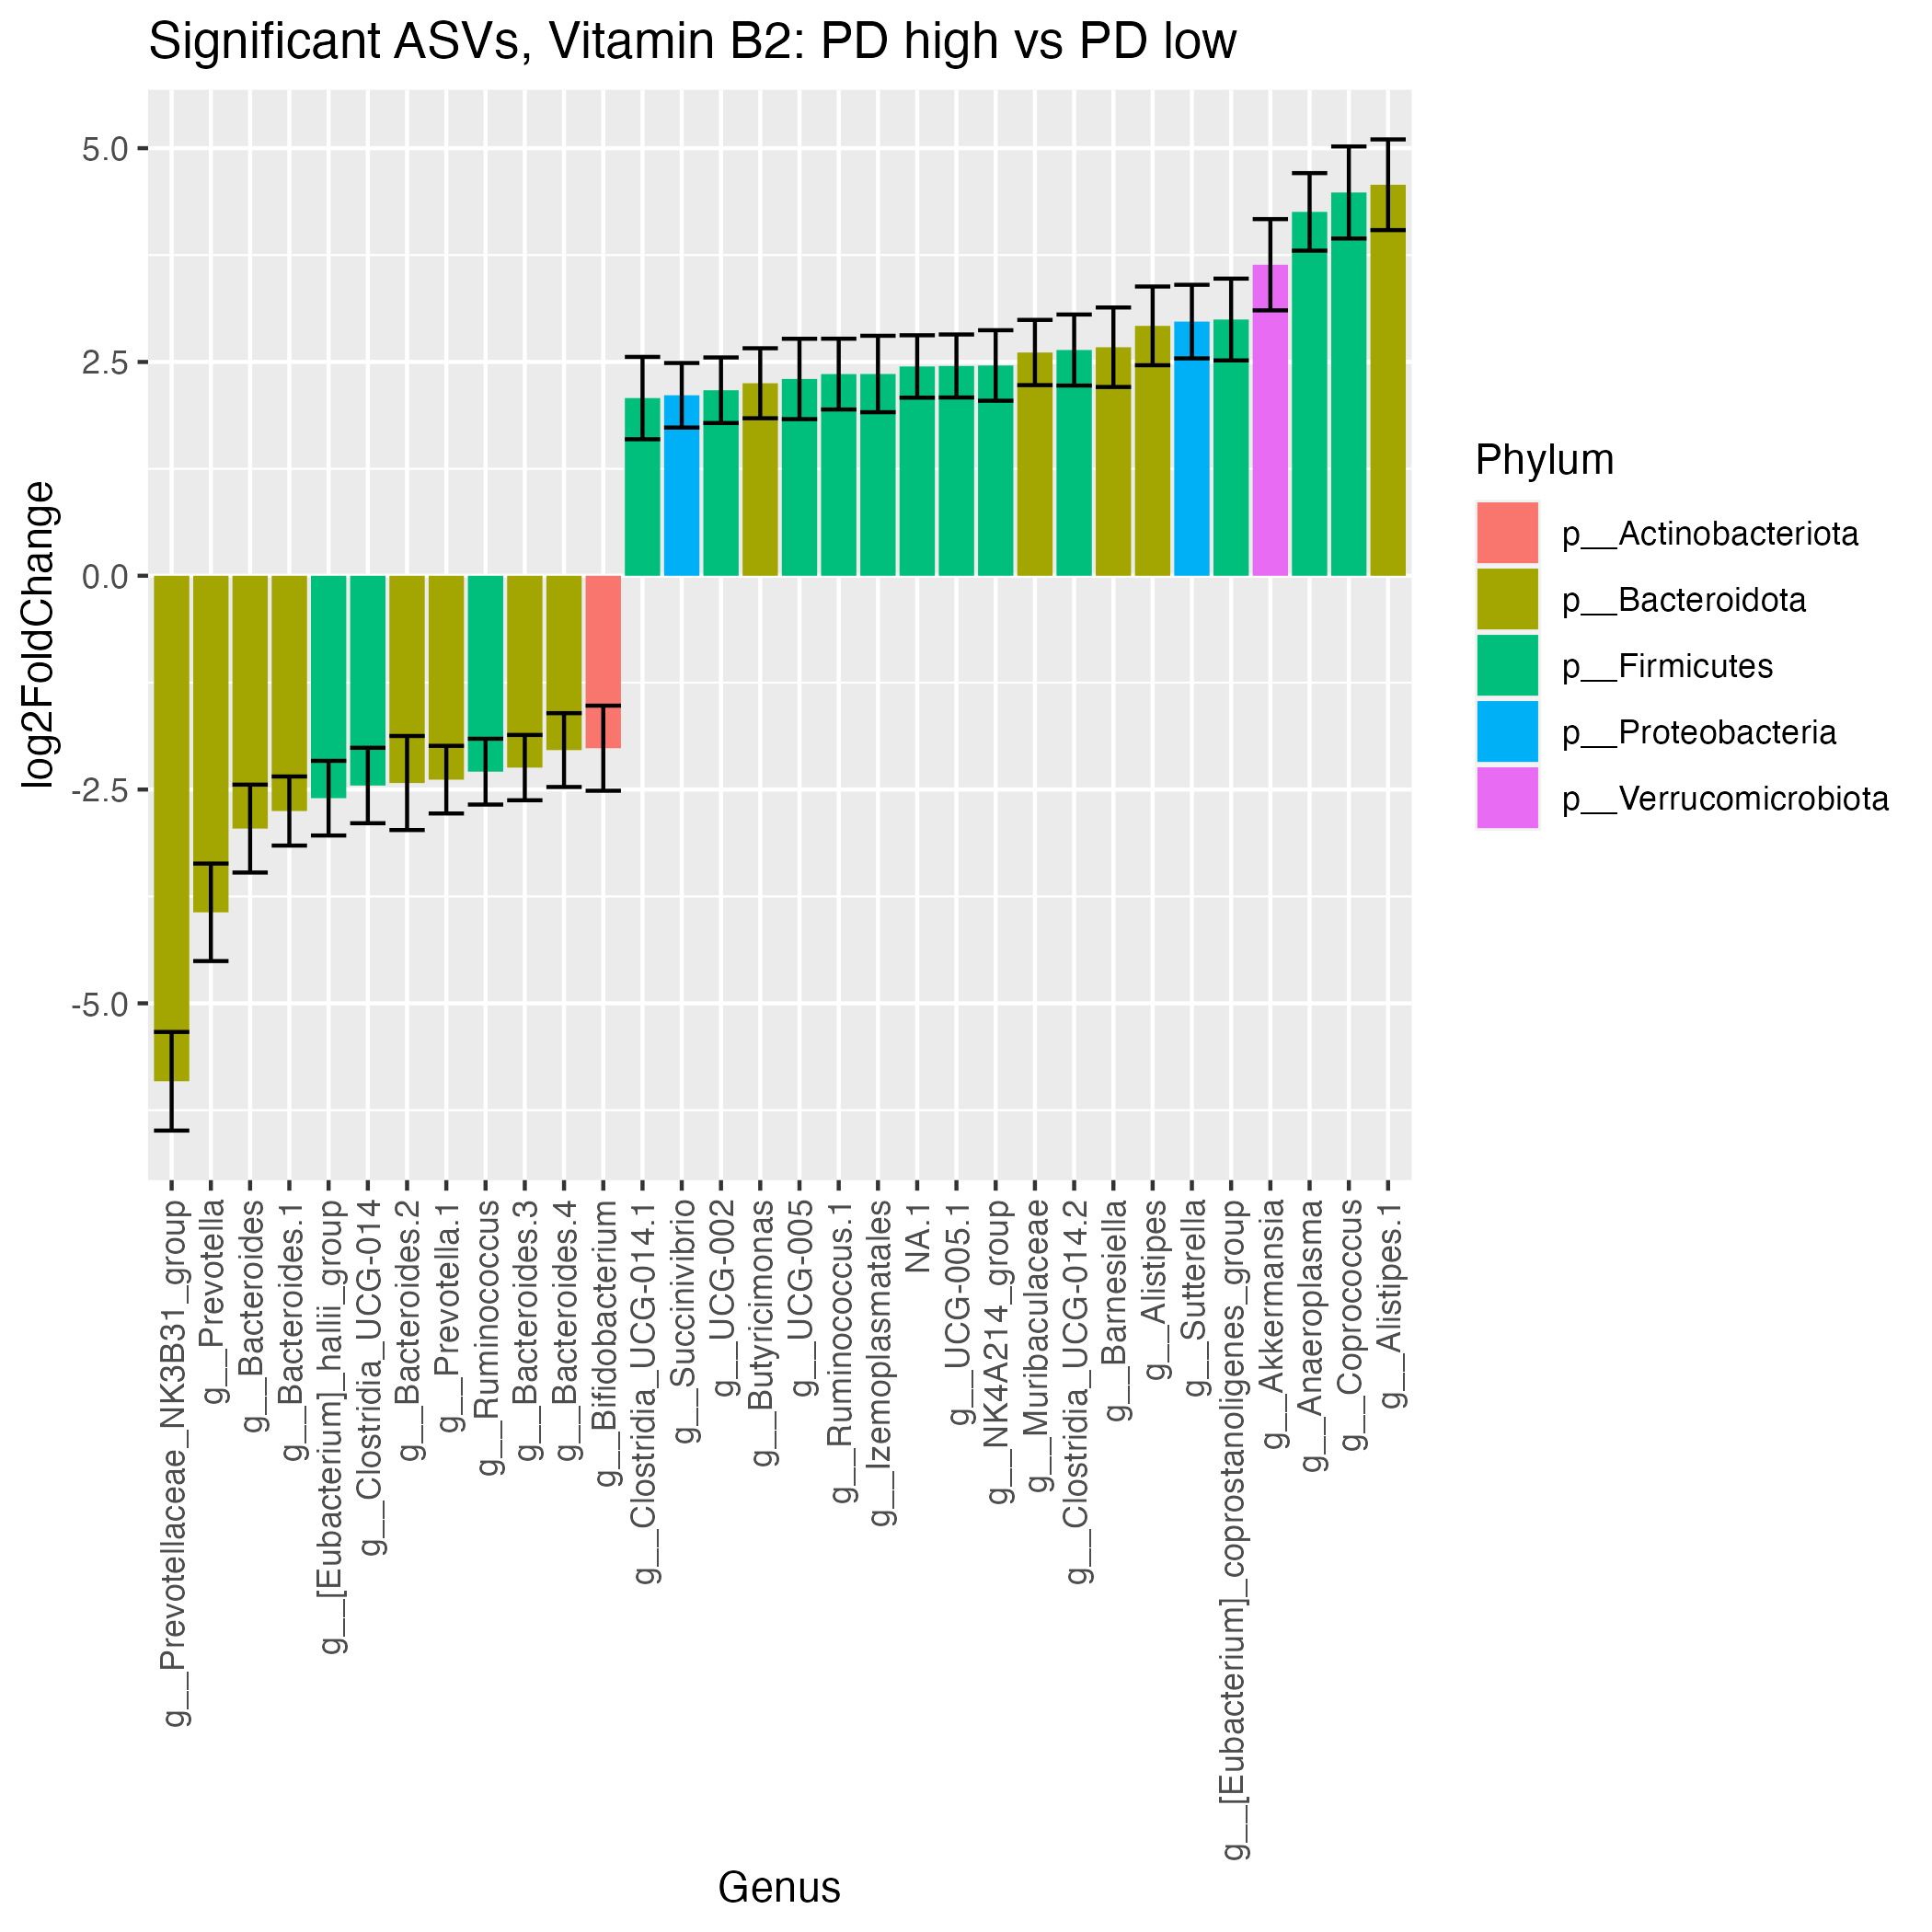 Significant ASVs, Vitamin B2: PD high vs PD low
log2FoldChange
5.0
2.5
0.0
-2.5
-5.0
g__Prevotellaceae_NK3B31_group
g__Prevotella
g__Bacteroides
g__Bacteroides.1
g__[Eubacterium]_hallii_group
g__Clostridia_UCG-014
g__Bacteroides.2
g__Prevotella.1
g__Ruminococcus
g__Bacteroides.3
g__Bacteroides.4
g__Bifidobacterium
g__Clostridia_UCG-014.1
g__Succinivibrio
g__UCG-002
g__Butyricimonas
g__UCG-005
g__Ruminococcus.1
g__Izemoplasmatales
NA.1
g__UCG-005.1
g__NK4A214_group
g__Muribaculaceae
g__Clostridia_UCG-014.2
g__Barnesiella
g__Alistipes
g__Sutterella
g__[Eubacterium]_coprostanoligenes_group
g__Akkermansia
g__Anaeroplasma
g__Coprococcus
g__Alistipes.1
Genus
Phylum
p__Actinobacteriota
p__Bacteroidota
p__Firmicutes
p__Proteobacteria
p__Verrucomicrobiota